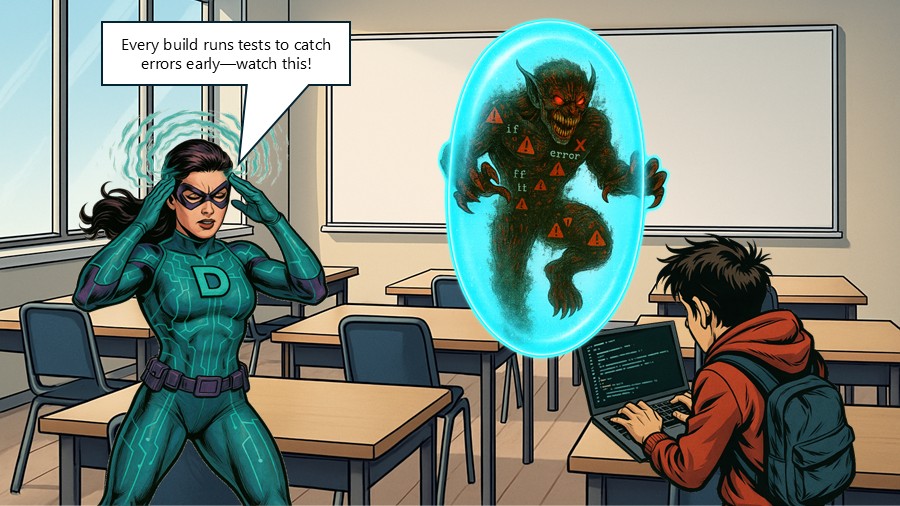 Every build runs tests to catch
errors early—watch this!
if
error
X
ff
it
D